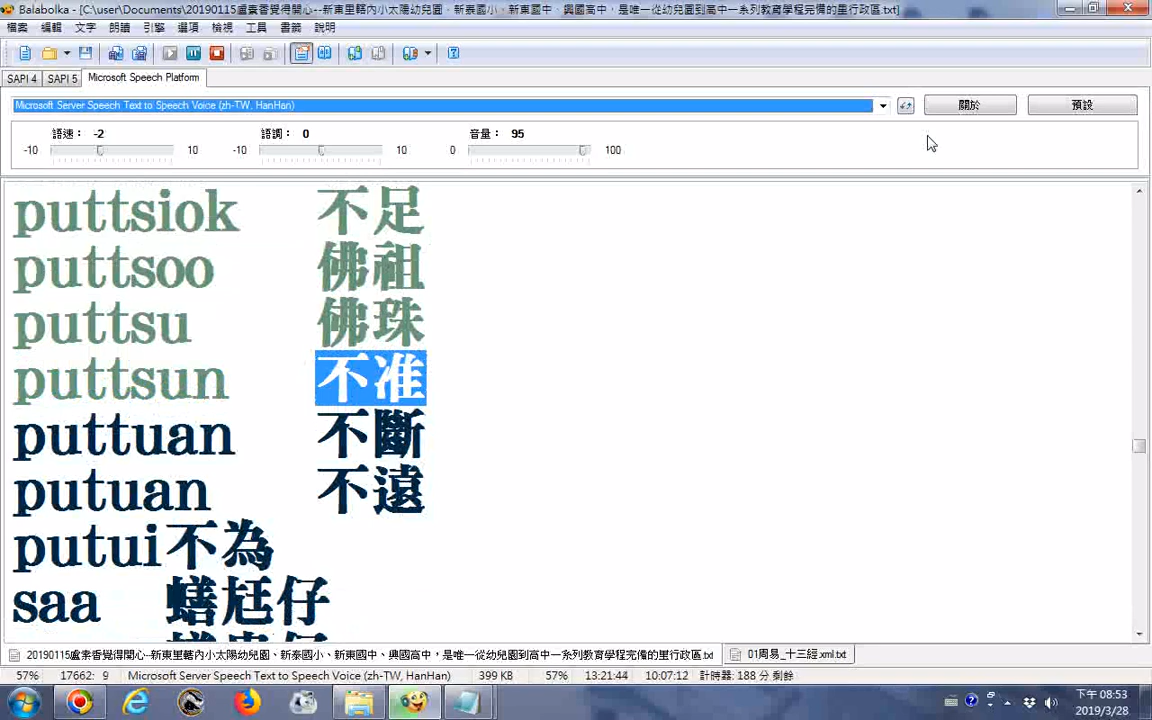 Balabolka - [C:\user\Documents\20190115盧素香覺得開心--新東里轄內小太陽幼兒園、新泰國小、新東國中、興國高中，是唯一從幼兒園到高中一系列教育學程完備的里行政區.txt]
檔案 編輯 文字 朗讀 引擎 選項 檢視 工具 書籤 說明
SAPI 4 SAPI 5 Microsoft Speech Platform
Microsoft Server Speech Text to Speech Voice (zh-TW, HanHan) 關於 預設
語速： -2 語調： 0 音量： 95
-10 10 -10 10 0 100
puttsiok 不足
puttsoo 佛祖
puttsu 佛珠
puttsun 不准
puttuan 不斷
putuan 不遠
putui不為
saa 蟮尪仔
20190115盧素香覺得開心--新東里轄內小太陽幼兒園、新泰國小、新東國中、興國高中，是唯一從幼兒園到高中一系列教育學程完備的里行政區.txt 01周易_十三經.xml.txt
57% 17662: 9 Microsoft Server Speech Text to Speech Voice (zh-TW, HanHan) 399 KB 57% 13:21:44 10:07:12 計時器: 188 分 剩餘
下午 08:53
2019/3/28